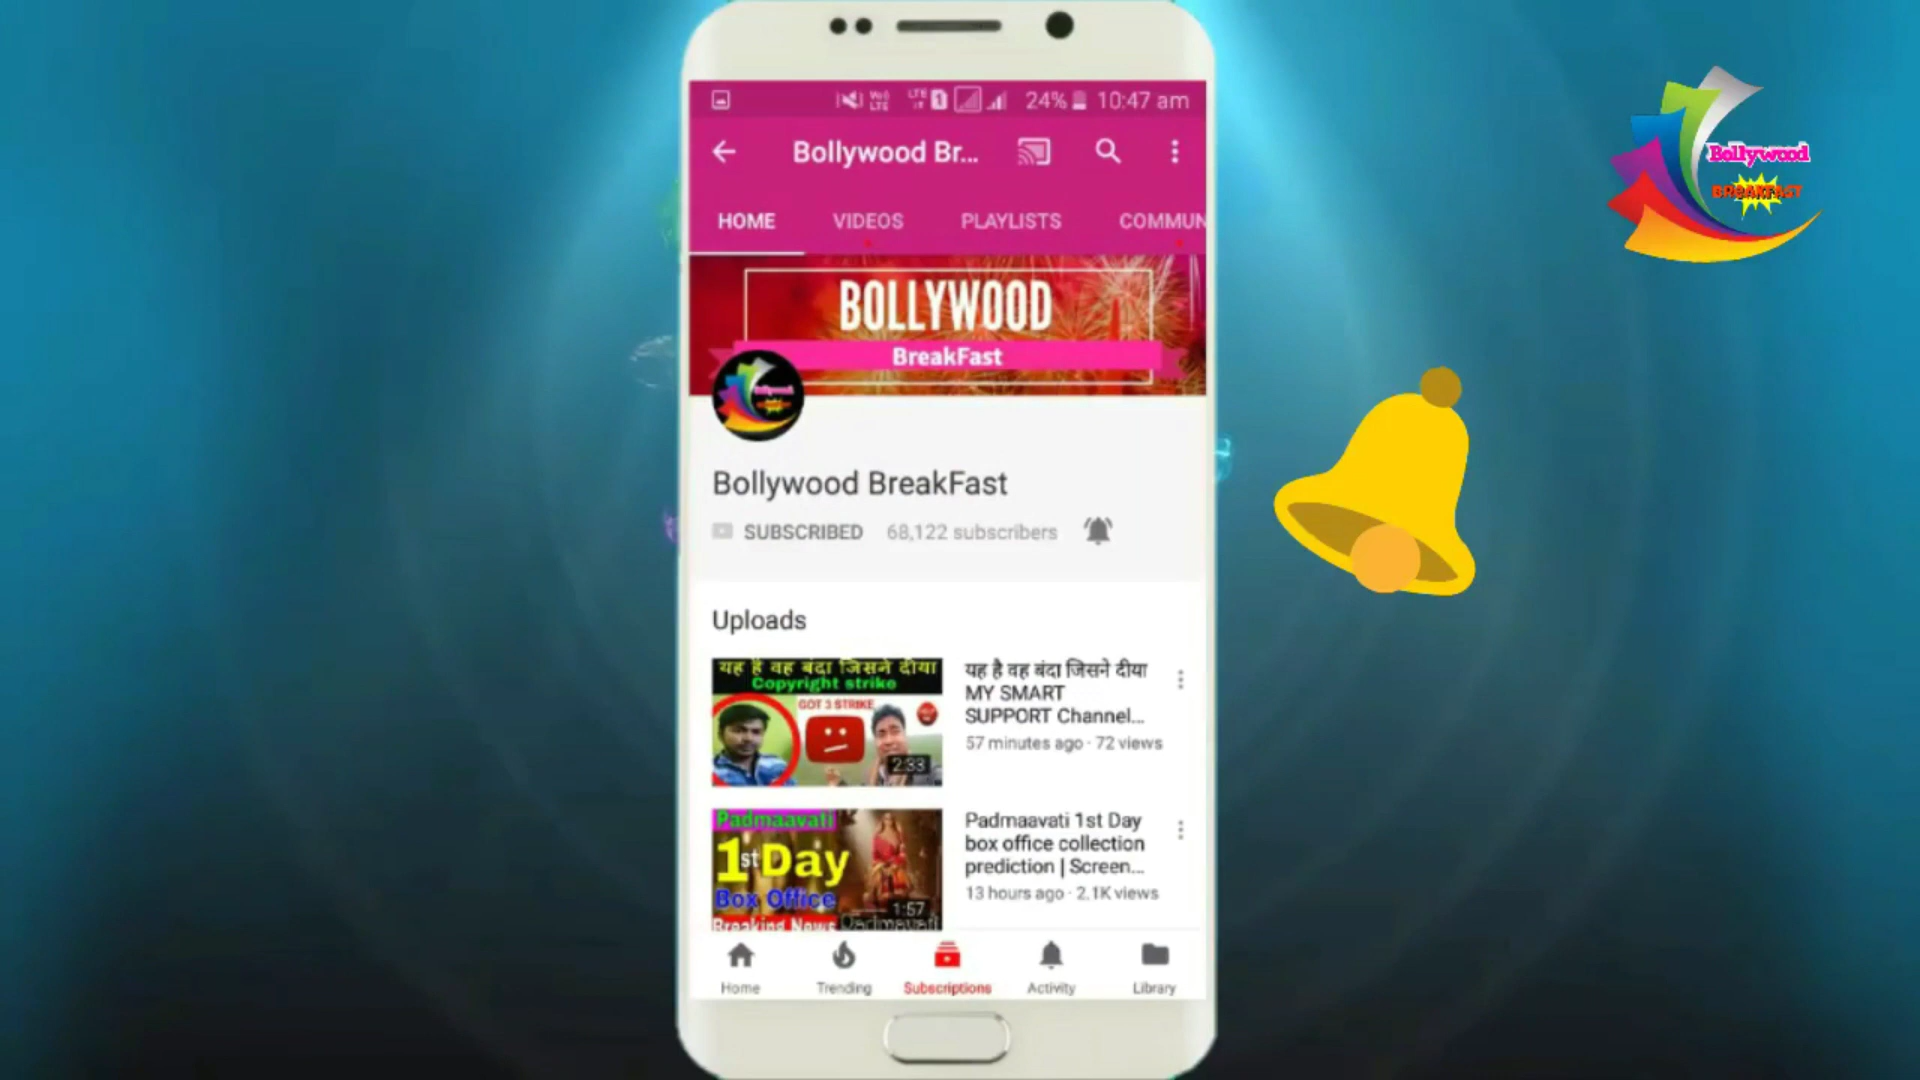 24% 10:47 am
Bollywood Br...
HOME VIDEOS PLAYLISTS COMMUN
BOLLYWOOD
BreakFast
Bollywood
BREAKFAST
Bollywood BreakFast
SUBSCRIBED 68,122 subscribers
Uploads
यह है वह बंदा जिसने दीया
Copyright strike
GOT 3 STRIKE
2:33
यह है वह बंदा जिसने दीया
MY SMART
SUPPORT Channel...
57 minutes ago · 72 views
Padmaavati
1st Day
Box Office
Breaking News
Padmavati
1:57
Padmaavati 1st Day
box office collection
prediction | Screen...
13 hours ago · 2.1K views
Home Trending Subscriptions Activity Library